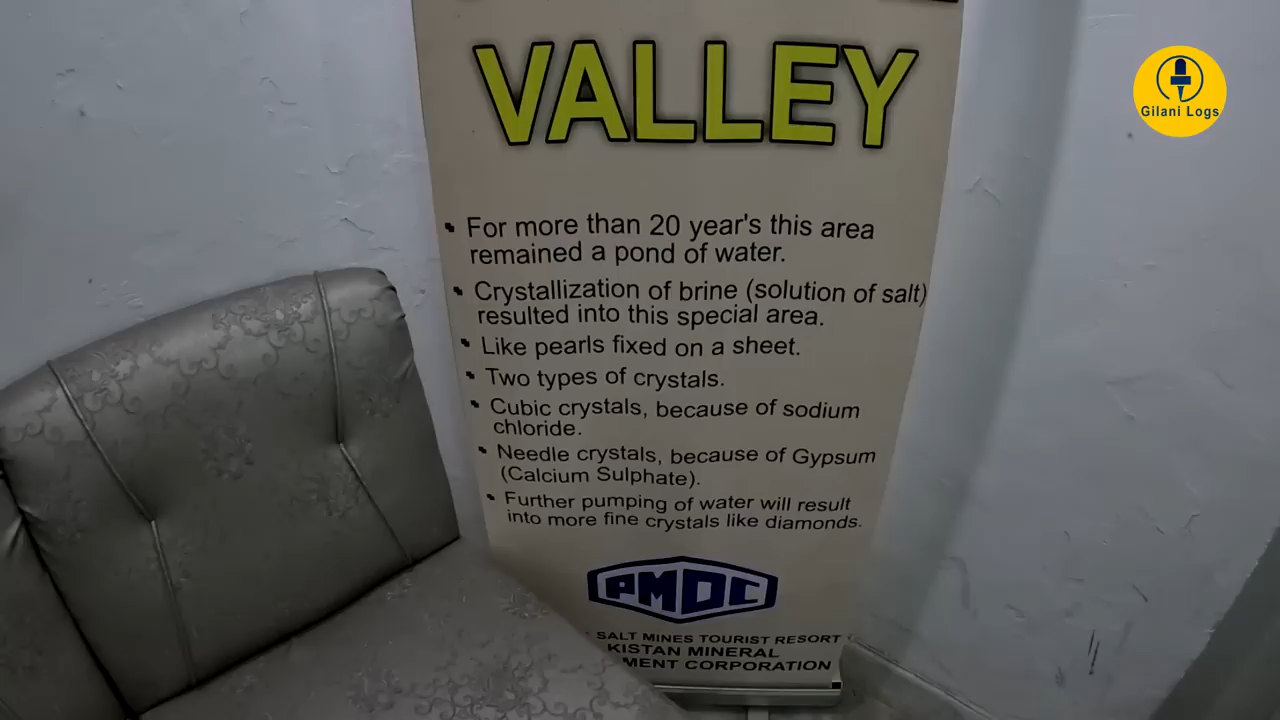 VALLEY
Gilani Logs
For more than 20 year's this area
remained a pond of water.
Crystallization of brine (solution of salt)
resulted into this special area.
Like pearls fixed on a sheet.
Two types of crystals.
Cubic crystals, because of sodium
chloride.
Needle crystals, because of Gypsum
(Calcium Sulphate).
Further pumping of water will result
into more fine crystals like diamonds.
PMDC
SALT MINES TOURIST RESORT
KISTAN MINERAL
MENT CORPORATION